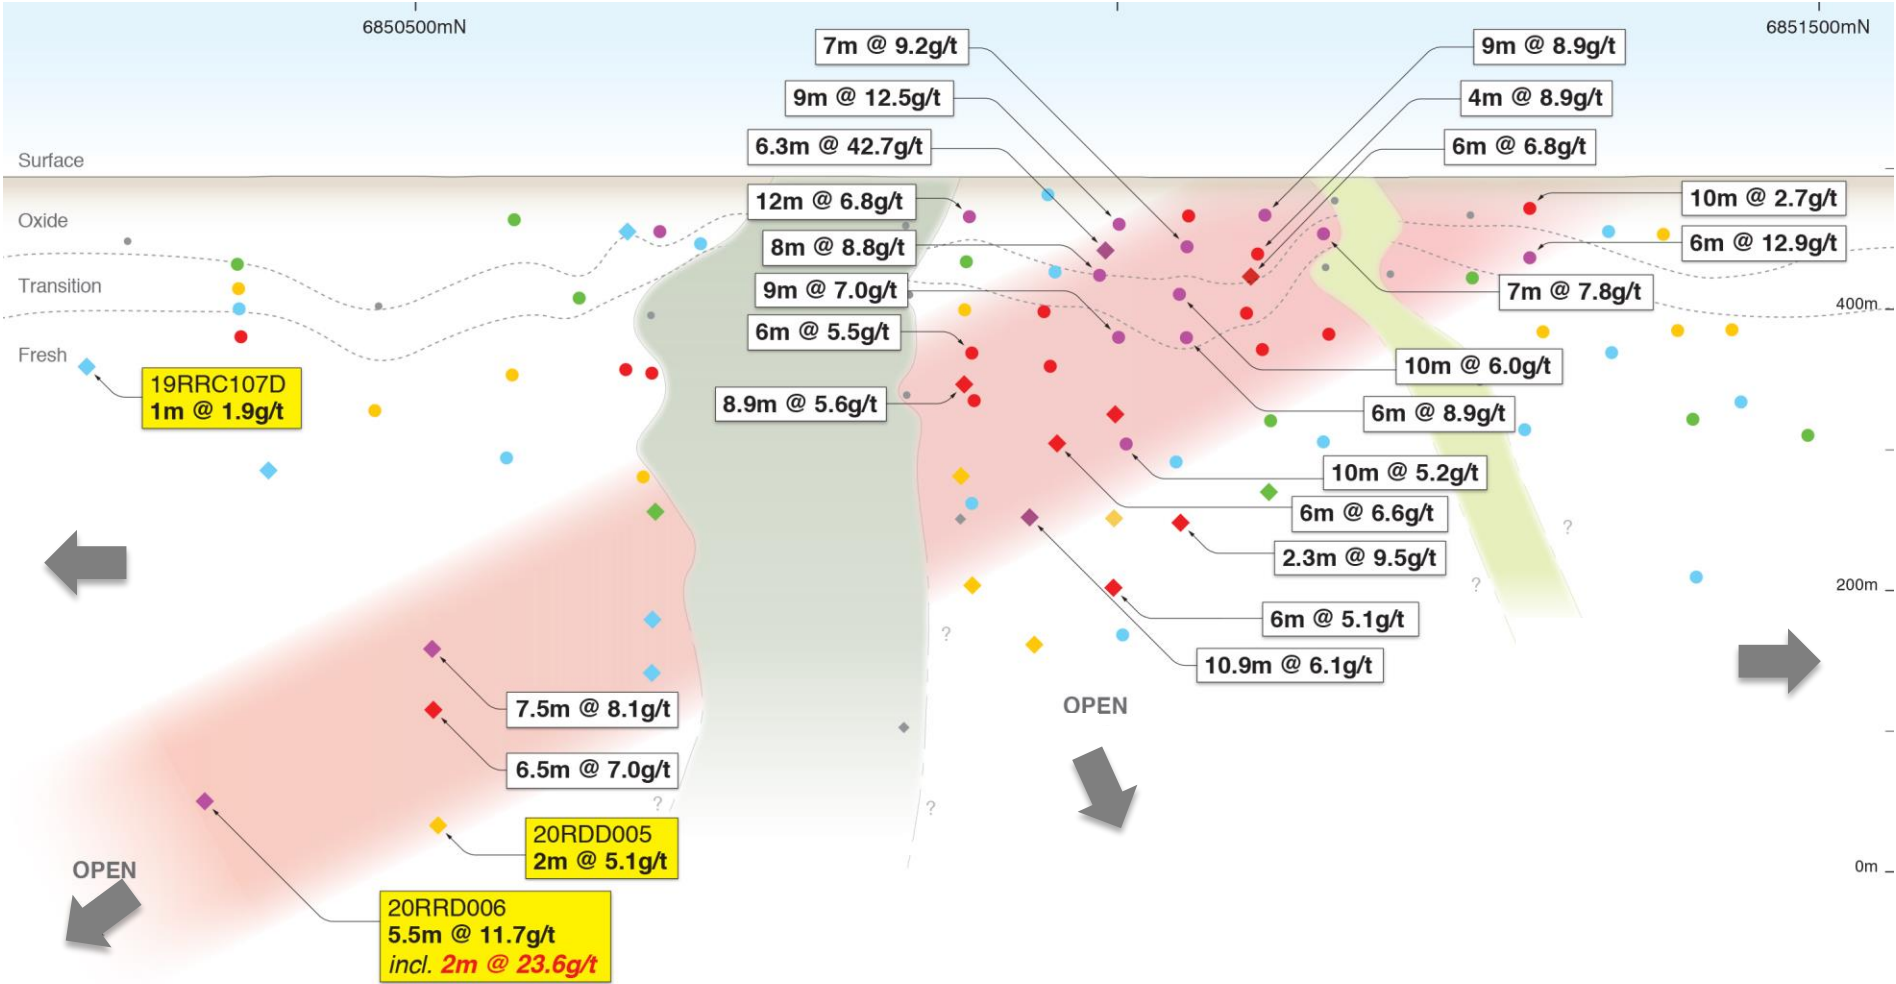 6850500mN
6851500mN
7m @ 9.2g/t
9m @ 8.9g/t
9m @ 12.5g/t
4m @ 8.9g/t
6.3m @ 42.7g/t
6m @ 6.8g/t
Surface
12m @ 6.8g/t
10m @ 2.7g/t
Oxide
8m @ 8.8g/t
6m @ 12.9g/t
Transition
9m @ 7.0g/t
7m @ 7.8g/t
400m
6m @ 5.5g/t
Fresh
10m @ 6.0g/t
19RRC107D
1m @ 1.9g/t
8.9m @ 5.6g/t
6m @ 8.9g/t
10m @ 5.2g/t
6m @ 6.6g/t
?
2.3m @ 9.5g/t
?
200m
6m @ 5.1g/t
?
10.9m @ 6.1g/t
OPEN
7.5m @ 8.1g/t
6.5m @ 7.0g/t
?
?
20RDD005
2m @ 5.1g/t
0m
OPEN
20RRD006
5.5m @ 11.7g/t
incl. 2m @ 23.6g/t